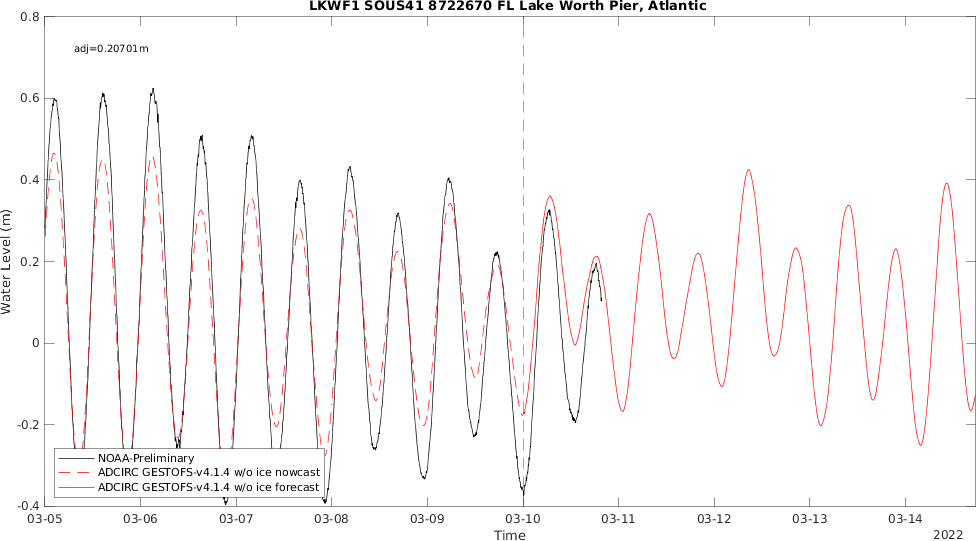 LKWF1 SOUS41 8722670 FL Lake Worth Pier, Atlantic
0.8
adj=0.20701m
0.6
0.4
0.2
0
-0.2
-0.4
Water Level (m)
NOAA-Preliminary
ADCIRC GESTOFS-v4.1.4 w/o ice nowcast
ADCIRC GESTOFS-v4.1.4 w/o ice forecast
03-05 03-06 03-07 03-08 03-09 03-10 03-11 03-12 03-13 03-14
Time
2022